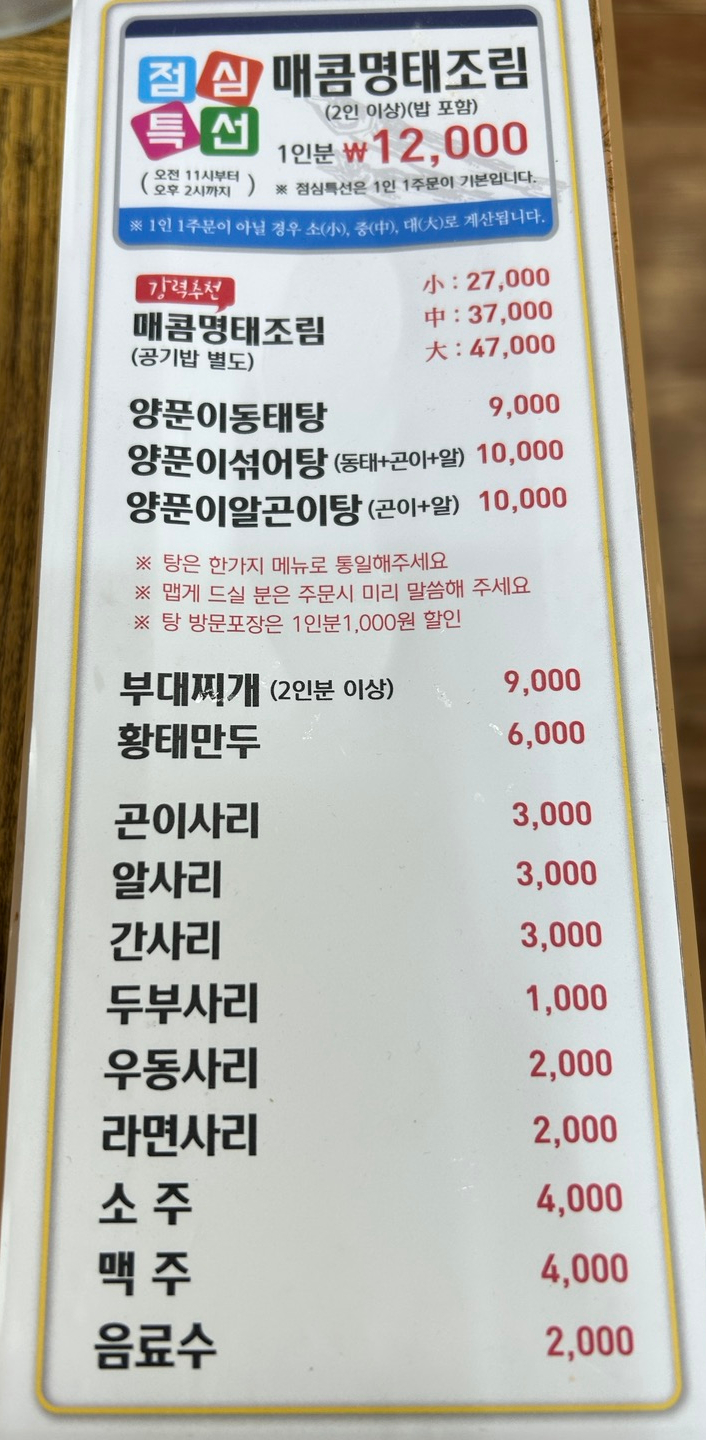 점심
특선
매콤명태조림
(2인 이상)(밥 포함)
1인분 ₩12,000
( 오전 11시부터
오후 2시까지 )
※ 점심특선은 1인 1주문이 기본입니다.
※ 1인 1주문이 아닐 경우 소(小), 중(中), 대(大)로 계산됩니다.
강력추천
매콤명태조림
(공기밥 별도)
小 : 27,000
中 : 37,000
大 : 47,000
양푼이동태탕 9,000
양푼이섞어탕 (동태+곤이+알) 10,000
양푼이알곤이탕 (곤이+알) 10,000
※ 탕은 한가지 메뉴로 통일해주세요
※ 맵게 드실 분은 주문시 미리 말씀해 주세요
※ 탕 방문포장은 1인분1,000원 할인
부대찌개 (2인분 이상) 9,000
황태만두 6,000
곤이사리 3,000
알사리 3,000
간사리 3,000
두부사리 1,000
우동사리 2,000
라면사리 2,000
소 주 4,000
맥 주 4,000
음료수 2,000